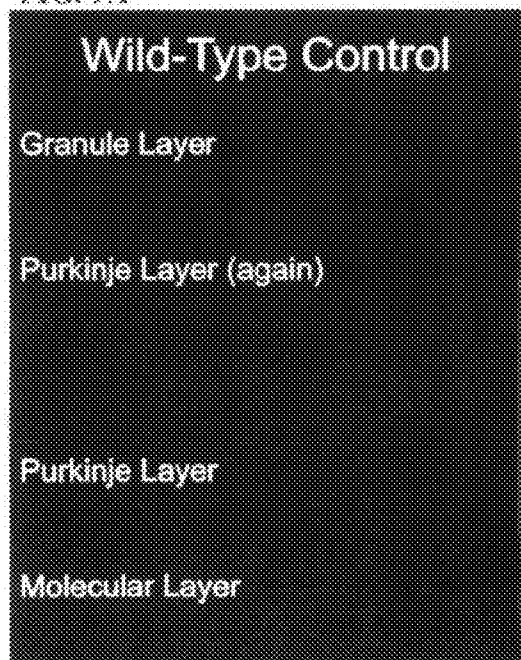 Wild-Type Control
Granule Layer
Purkinje Layer (again)
Purkinje Layer
Molecular Layer